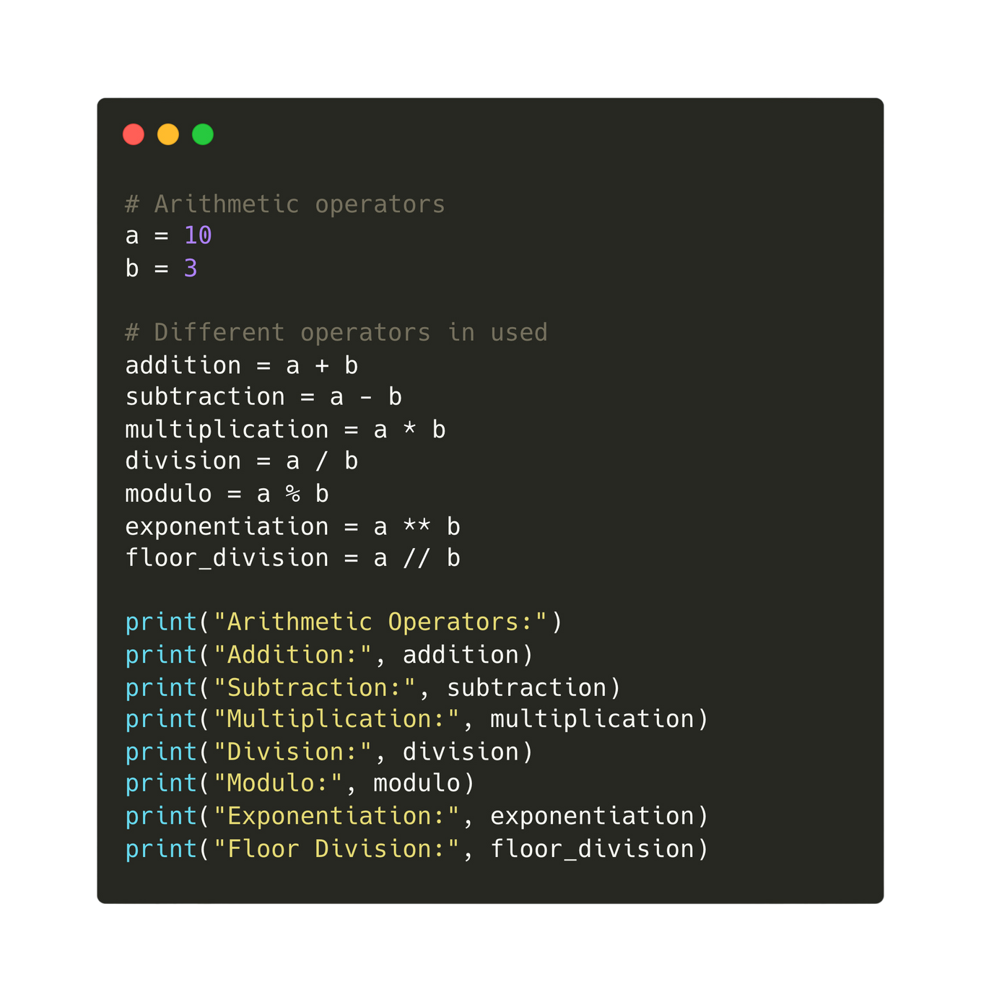 # Arithmetic operators
a = 10
b = 3
# Different operators in used
addition = a + b
subtraction = a - b
multiplication = a * b
division = a / b
modulo = a % b
exponentiation = a ** b
floor_division = a // b
print("Arithmetic Operators:")
print("Addition:", addition)
print("Subtraction:", subtraction)
print("Multiplication:", multiplication)
print("Division:", division)
print("Modulo:", modulo)
print("Exponentiation:", exponentiation)
print("Floor Division:", floor_division)